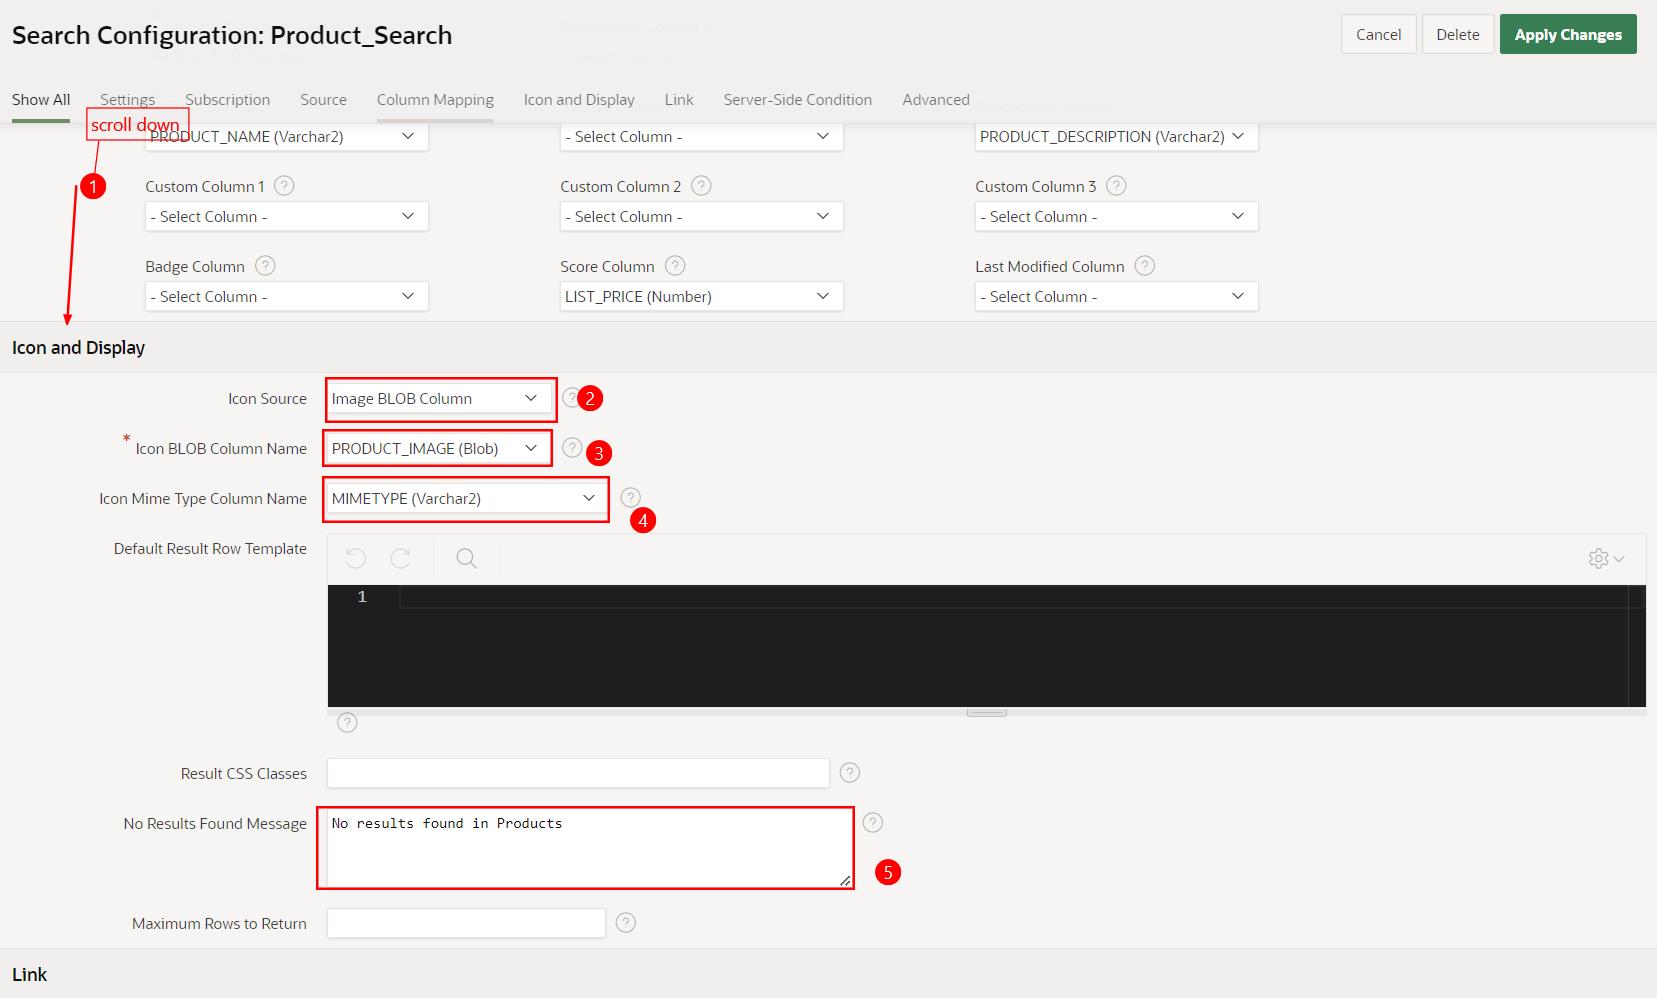 Search Configuration: Product_Search
Cancel
Delete
Apply Changes
Show All
Settings
Subscription
Source
Column Mapping
Icon and Display
Link
Server-Side Condition
Advanced
scroll down
PRODUCT_NAME (Varchar2)
- Select Column -
PRODUCT_DESCRIPTION (Varchar2)
1
Custom Column 1 ?
Custom Column 2 ?
Custom Column 3 ?
- Select Column -
- Select Column -
- Select Column -
Badge Column ?
Score Column ?
Last Modified Column ?
- Select Column -
LIST_PRICE (Number)
- Select Column -
Icon and Display
Icon Source
Image BLOB Column
? 2
* Icon BLOB Column Name
PRODUCT_IMAGE (Blob)
? 3
Icon Mime Type Column Name
MIMETYPE (Varchar2)
?
4
Default Result Row Template
1
?
Result CSS Classes
?
No Results Found Message
No results found in Products
?
5
Maximum Rows to Return
?
Link